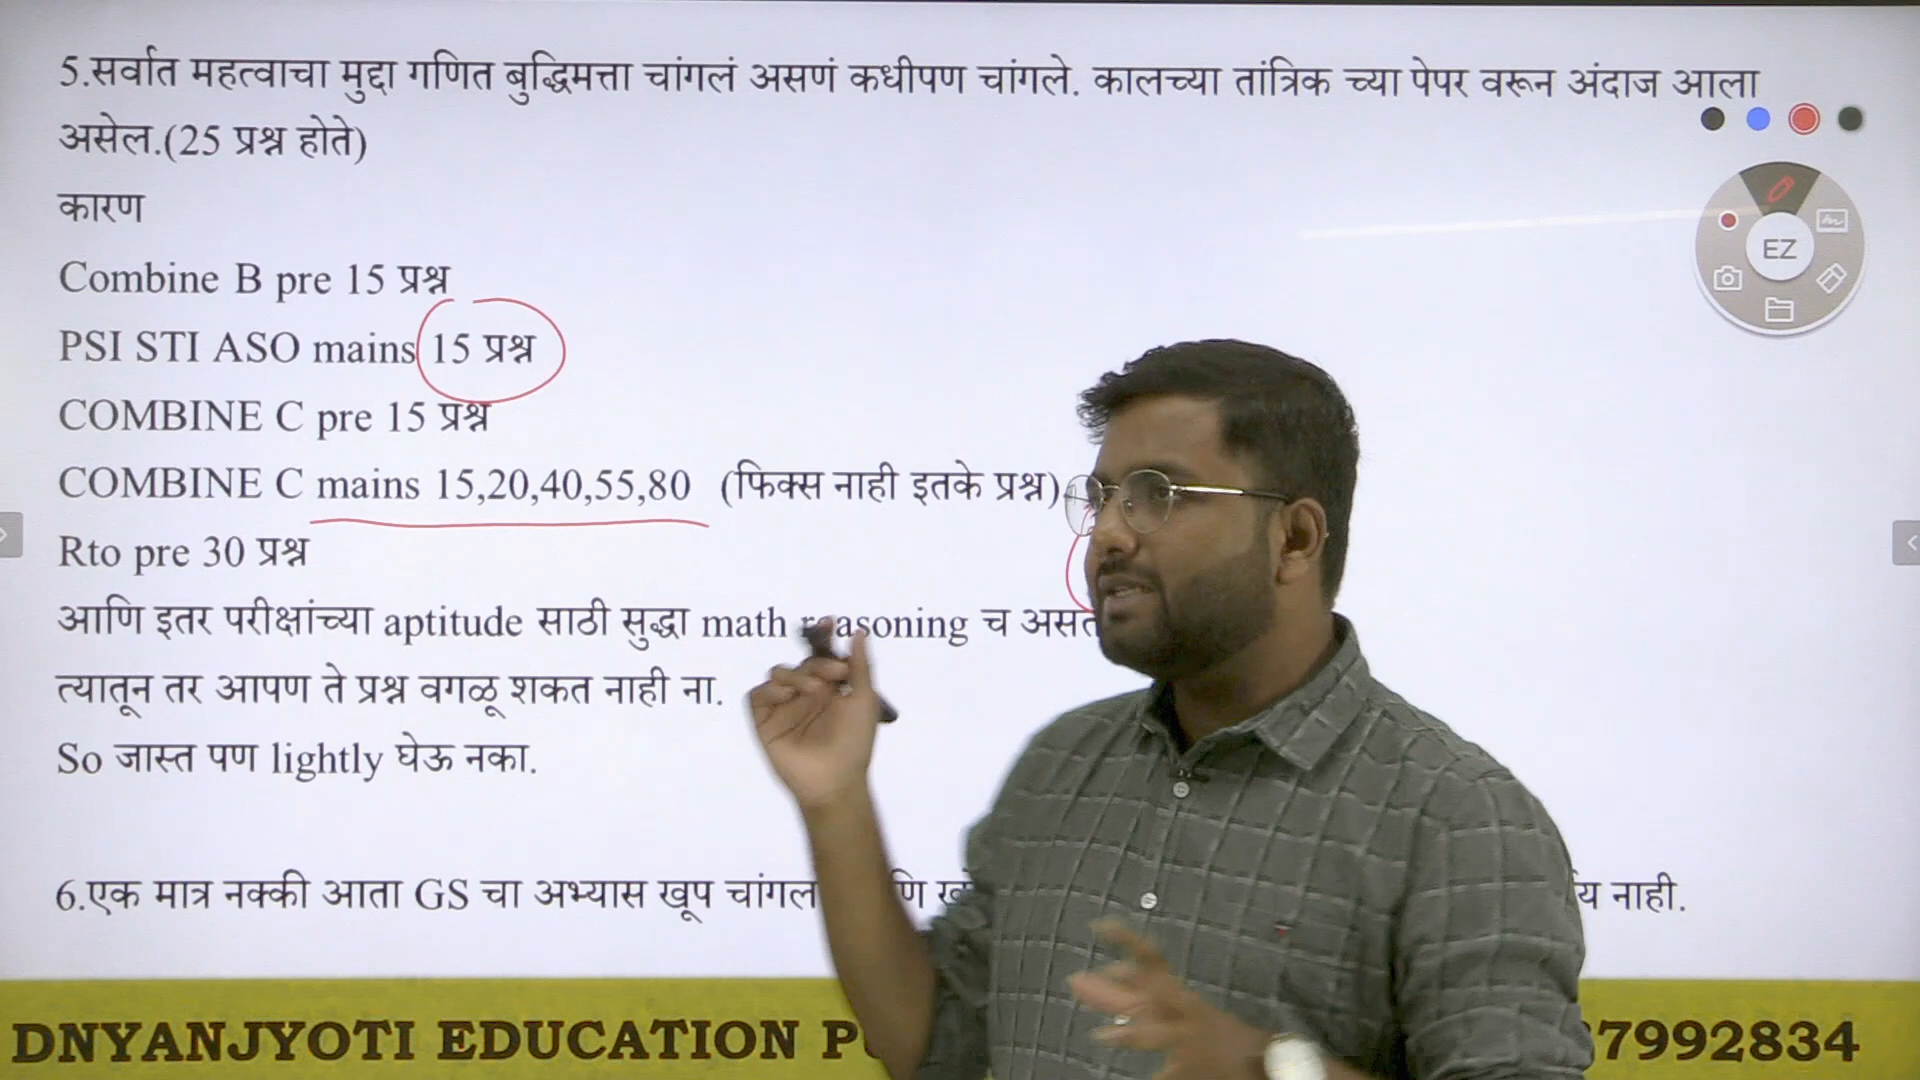 5.सर्वात महत्वाचा मुद्दा गणित बुद्धिमत्ता चांगलं असणं कधीपण चांगले. कालच्या तांत्रिक च्या पेपर वरून अंदाज आला
असेल.(25 प्रश्न होते)
कारण
Combine B pre 15 प्रश्न
PSI STI ASO mains 15 प्रश्न
COMBINE C pre 15 प्रश्न
COMBINE C mains 15,20,40,55,80 (फिक्स नाही इतके प्रश्न)
Rto pre 30 प्रश्न
आणि इतर परीक्षांच्या aptitude साठी सुद्धा math reasoning च असत
त्यातून तर आपण ते प्रश्न वगळू शकत नाही ना.
So जास्त पण lightly घेऊ नका.
6.एक मात्र नक्की आता GS चा अभ्यास खूप चांगल नाही.
EZ
DNYANJYOTI EDUCATION 7992834